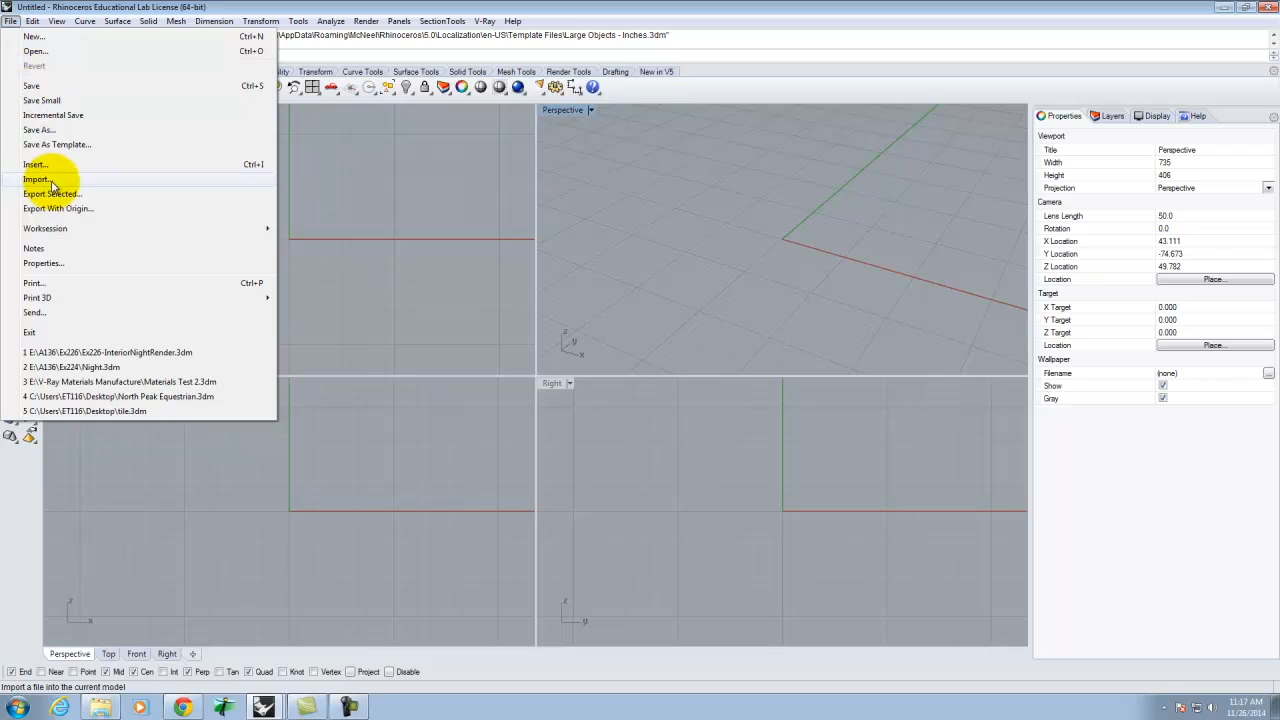 Untitled - Rhinoceros Educational Lab License (64-bit)
File Edit View Curve Surface Solid Mesh Dimension Transform Tools Analyze Render Panels SectionTools V-Ray Help
\AppData\Roaming\McNeel\Rhinoceros\5.0\Localization\en-US\Template Files\Large Objects - Inches.3dm"
Transform Curve Tools Surface Tools Solid Tools Mesh Tools Render Tools Drafting New in V5
New... Ctrl+N
Open... Ctrl+O
Revert
Save Ctrl+S
Save Small
Incremental Save
Save As...
Save As Template...
Insert... Ctrl+I
Import...
Export Selected...
Export With Origin...
Worksession
Notes
Properties...
Print... Ctrl+P
Print 3D
Send...
Exit
1 E:\A136\Ex226\Ex226-InteriorNightRender.3dm
2 E:\A136\Ex224\Night.3dm
3 E:\V-Ray Materials Manufacture\Materials Test 2.3dm
4 C:\Users\ET116\Desktop\North Peak Equestrian.3dm
5 C:\Users\ET116\Desktop\tile.3dm
Perspective
z
y
x
Right
z
x
z
y
Properties Layers Display Help
Viewport
Title Perspective
Width 735
Height 406
Projection Perspective
Camera
Lens Length 50.0
Rotation 0.0
X Location 43.111
Y Location -74.673
Z Location 49.782
Location Place...
Target
X Target 0.000
Y Target 0.000
Z Target 0.000
Location Place...
Wallpaper
Filename (none) ...
Show
Gray
Perspective Top Front Right
End Near Point Mid Cen Int Perp Tan Quad Knot Vertex Project Disable
Import a file into the current model
11:17 AM
11/26/2014